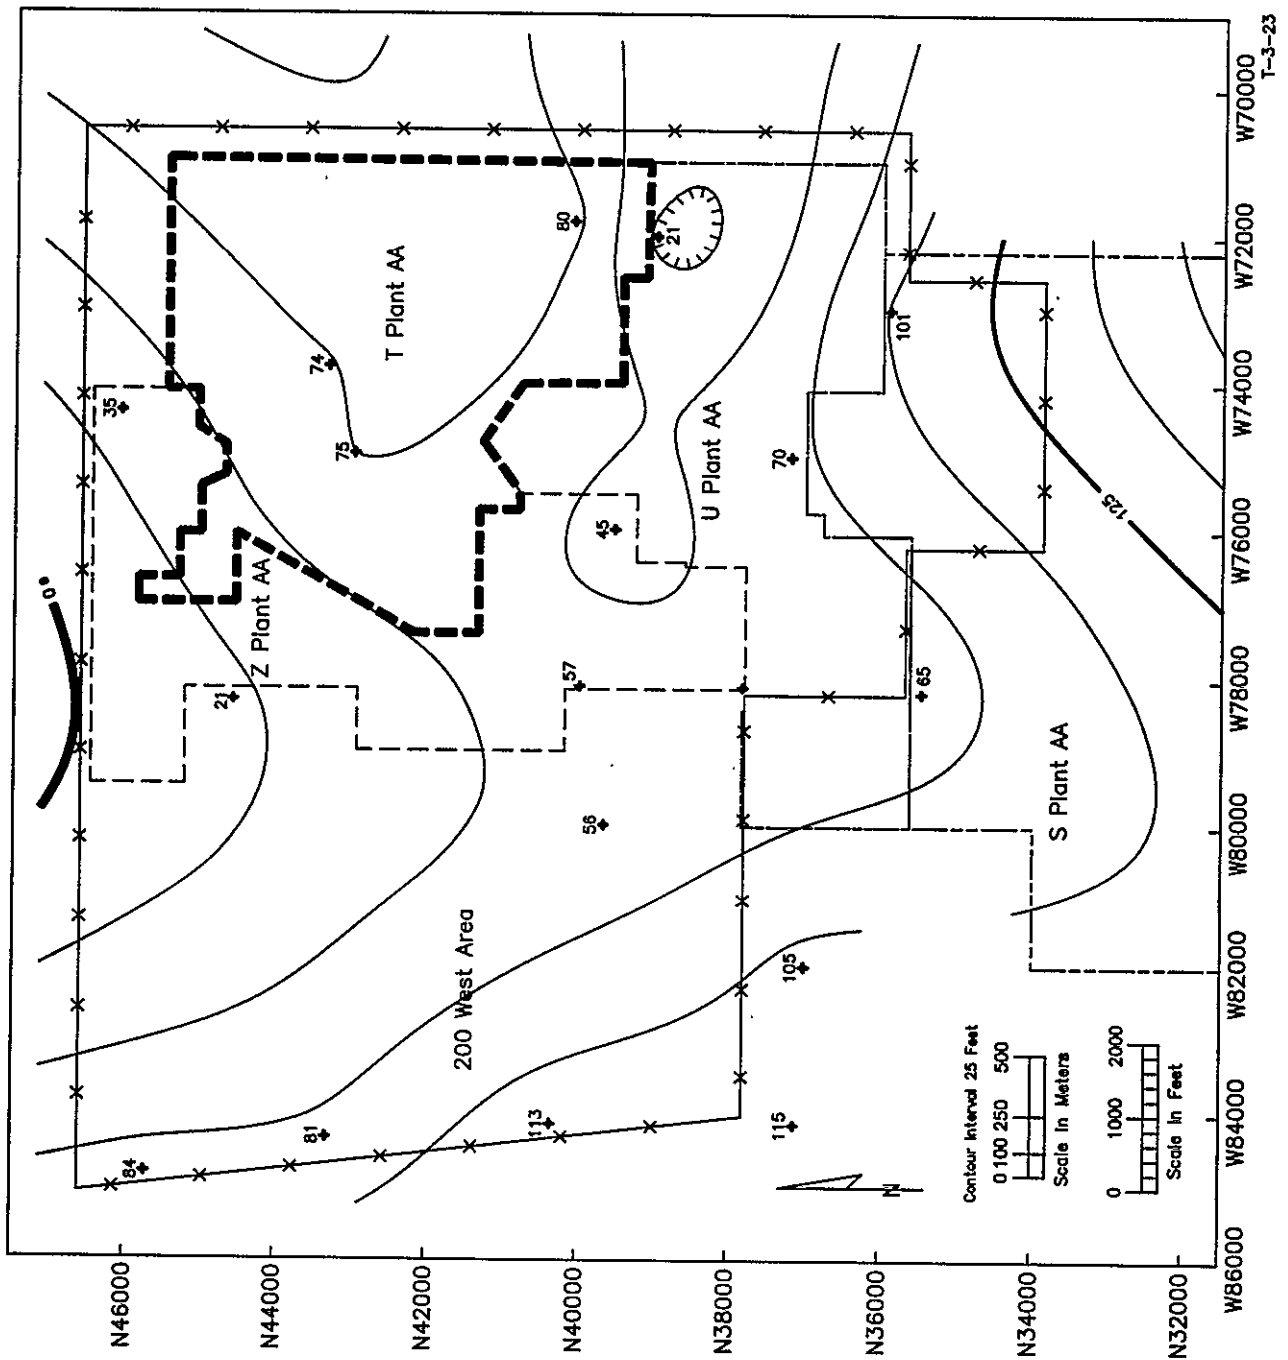 T-3-23
0'
35
21
84
81
74
75
T Plant AA
80
21
Z Plant AA
57
56
45
U Plant AA
70
101
200 West Area
113
105
115
65
S Plant AA
125
Contour Interval 25 Feet
0 100 250 500
Scale In Meters
0 1000 2000
Scale In Feet
N
N46000
N44000
N42000
N40000
N38000
N36000
N34000
N32000
W86000
W84000
W82000
W80000
W78000
W76000
W74000
W72000
W70000